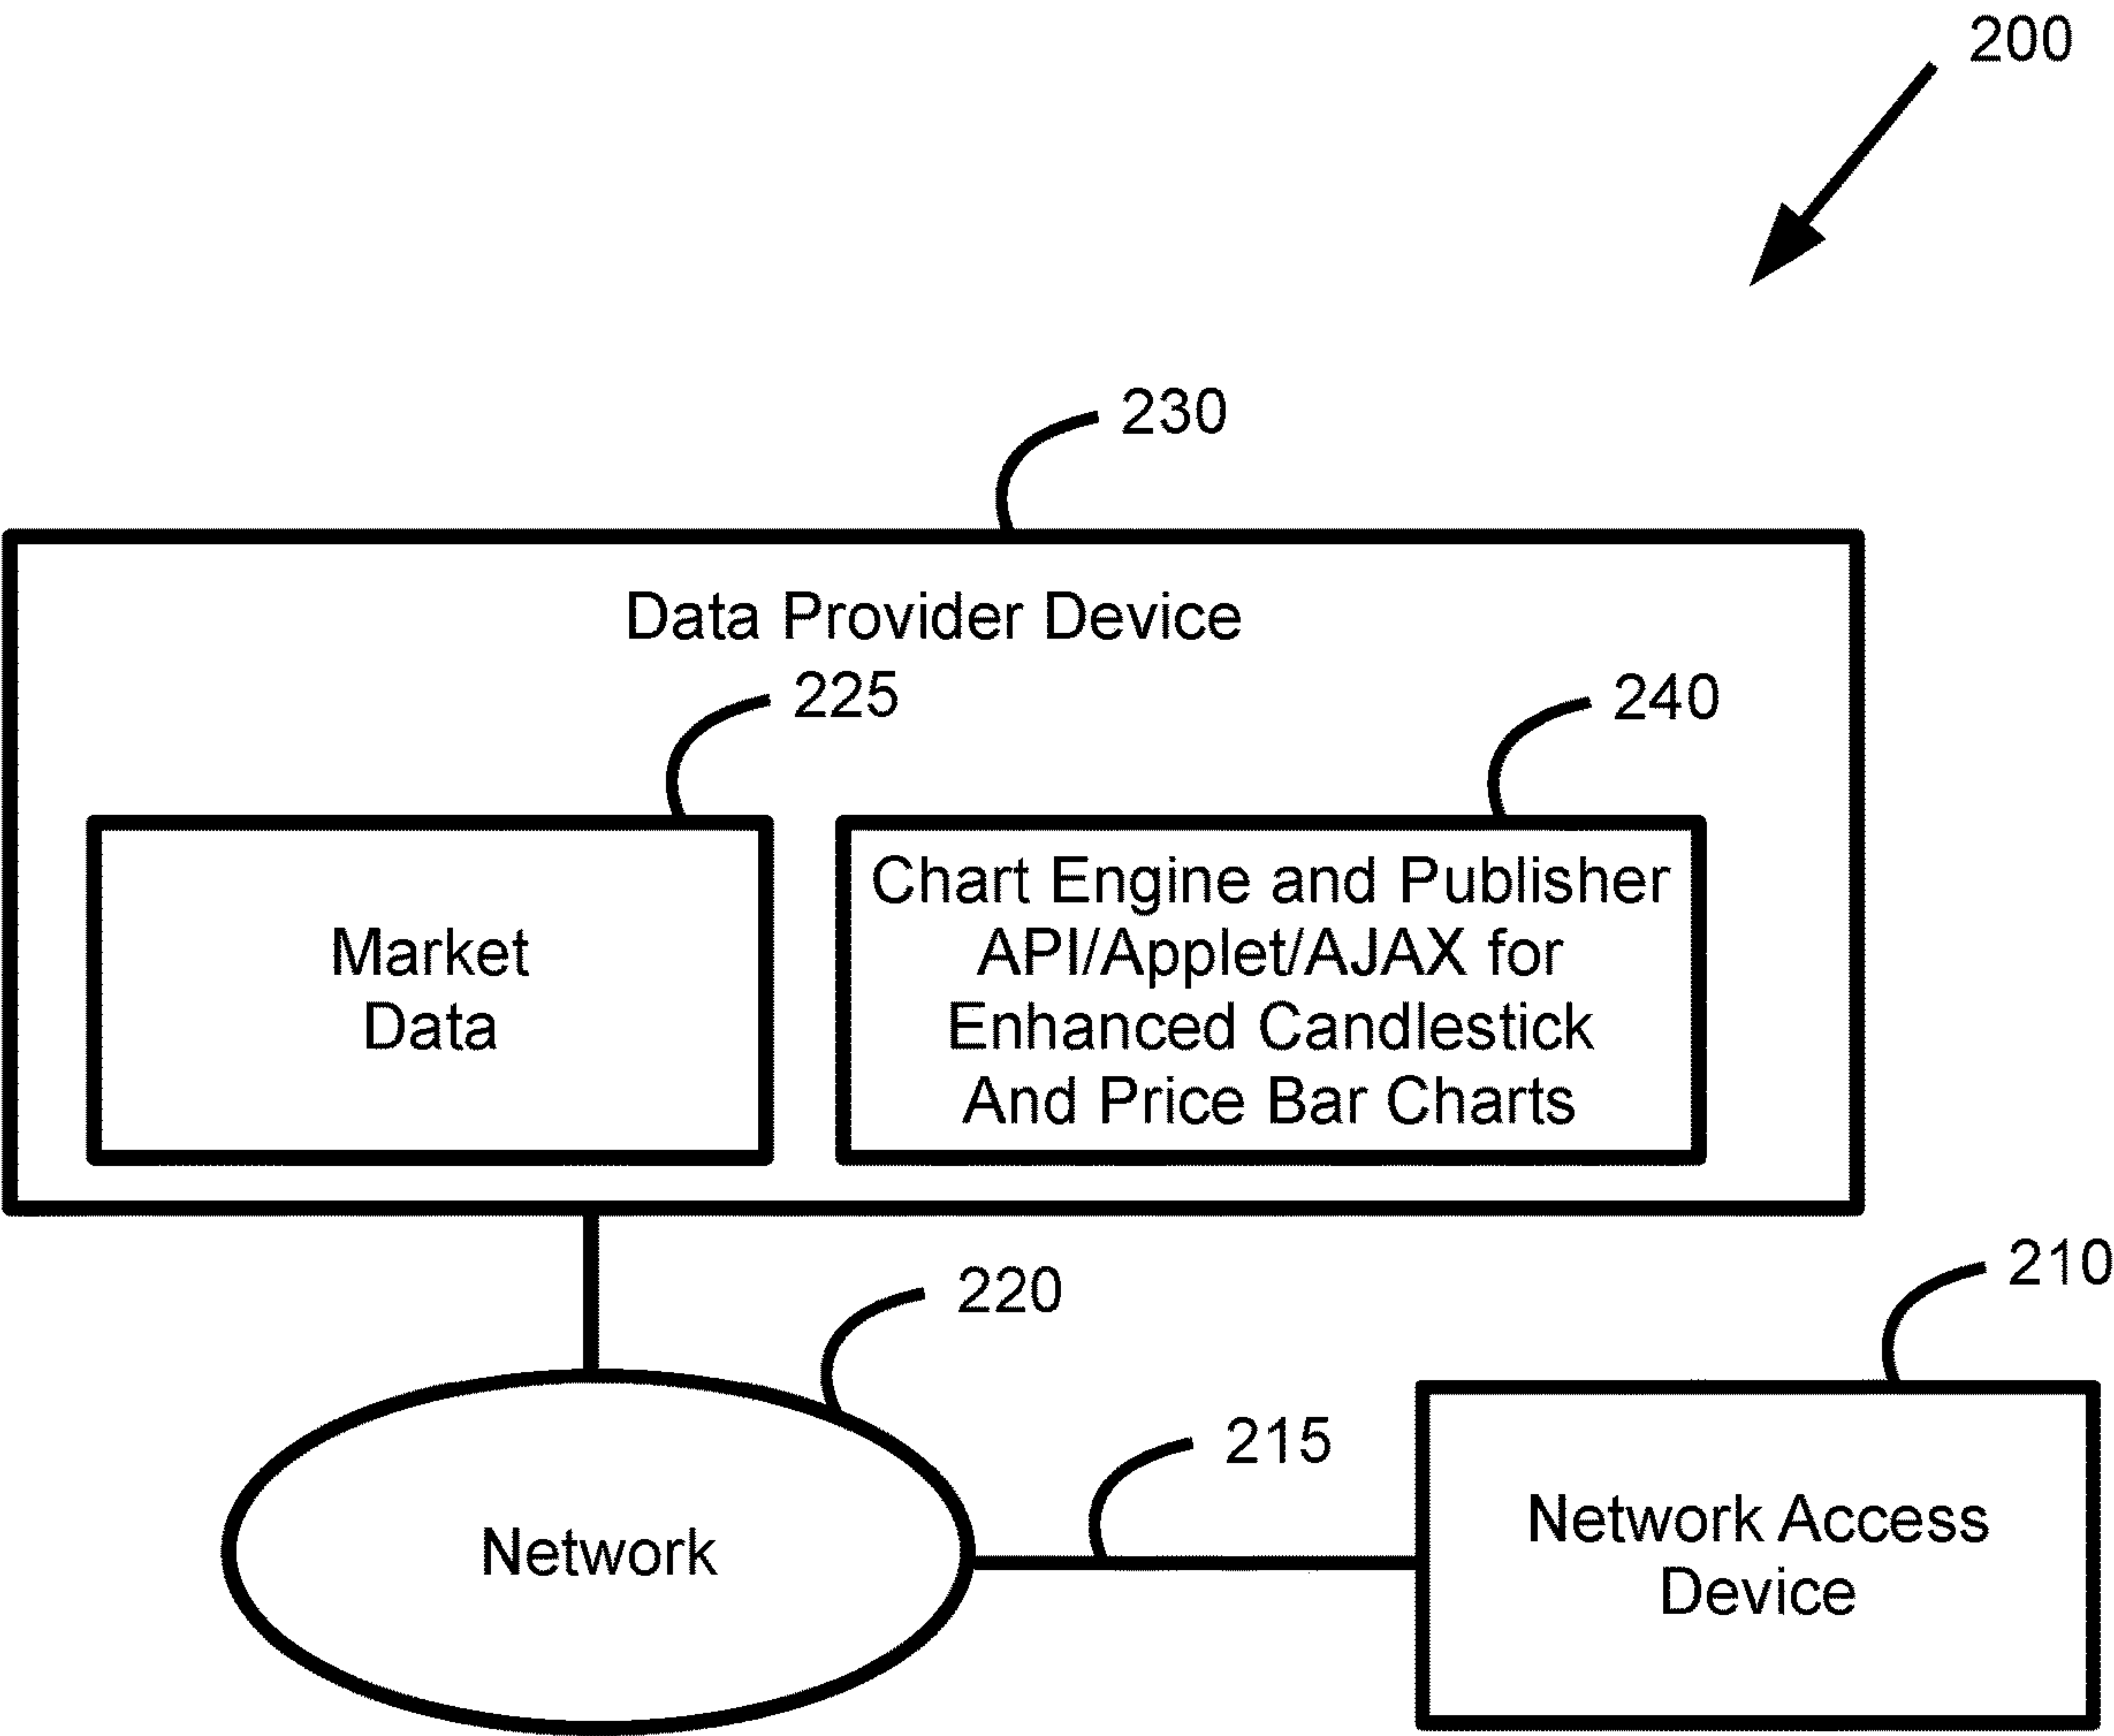 200
230
Data Provider Device
225
240
Market
Data
Chart Engine and Publisher
API/Applet/AJAX for
Enhanced Candlestick
And Price Bar Charts
220
210
215
Network
Network Access
Device